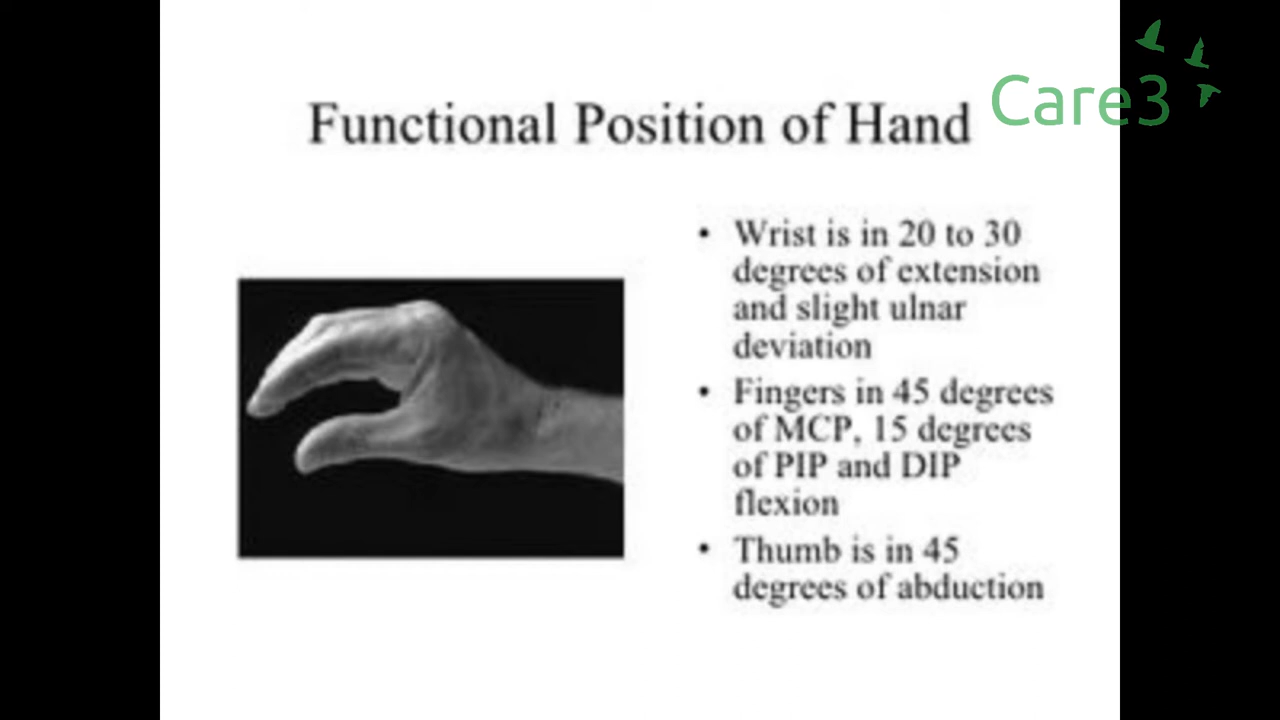 Care3
Functional Position of Hand
• Wrist is in 20 to 30
degrees of extension
and slight ulnar
deviation
• Fingers in 45 degrees
of MCP, 15 degrees
of PIP and DIP
flexion
• Thumb is in 45
degrees of abduction